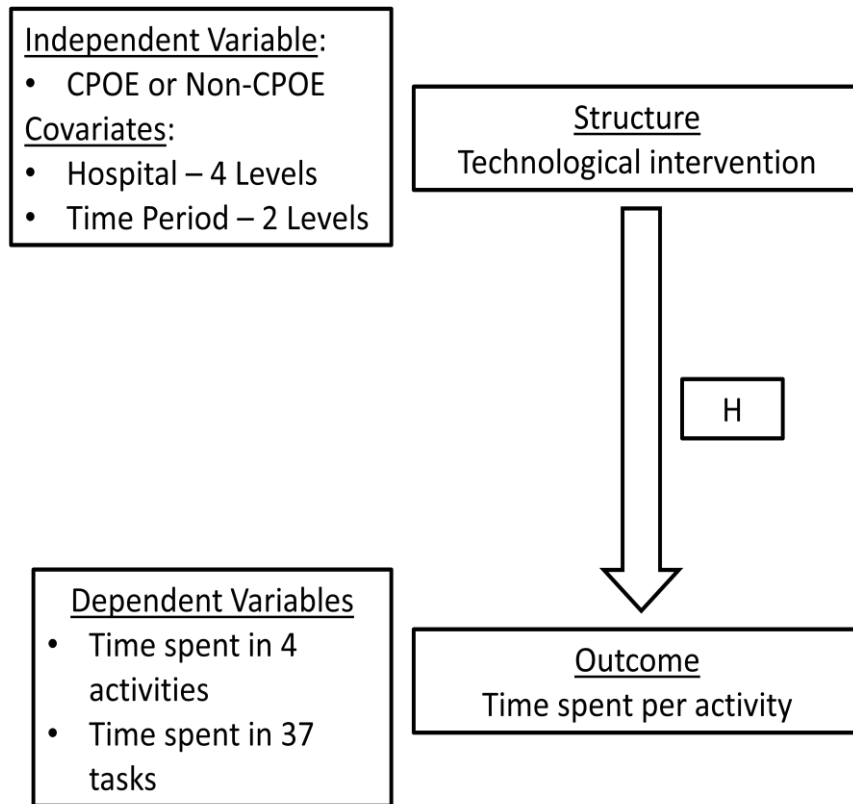 Independent Variable:
• CPOE or Non-CPOE
Covariates:
• Hospital – 4 Levels
• Time Period – 2 Levels
Structure
Technological intervention
H
Dependent Variables
• Time spent in 4
activities
• Time spent in 37
tasks
Outcome
Time spent per activity